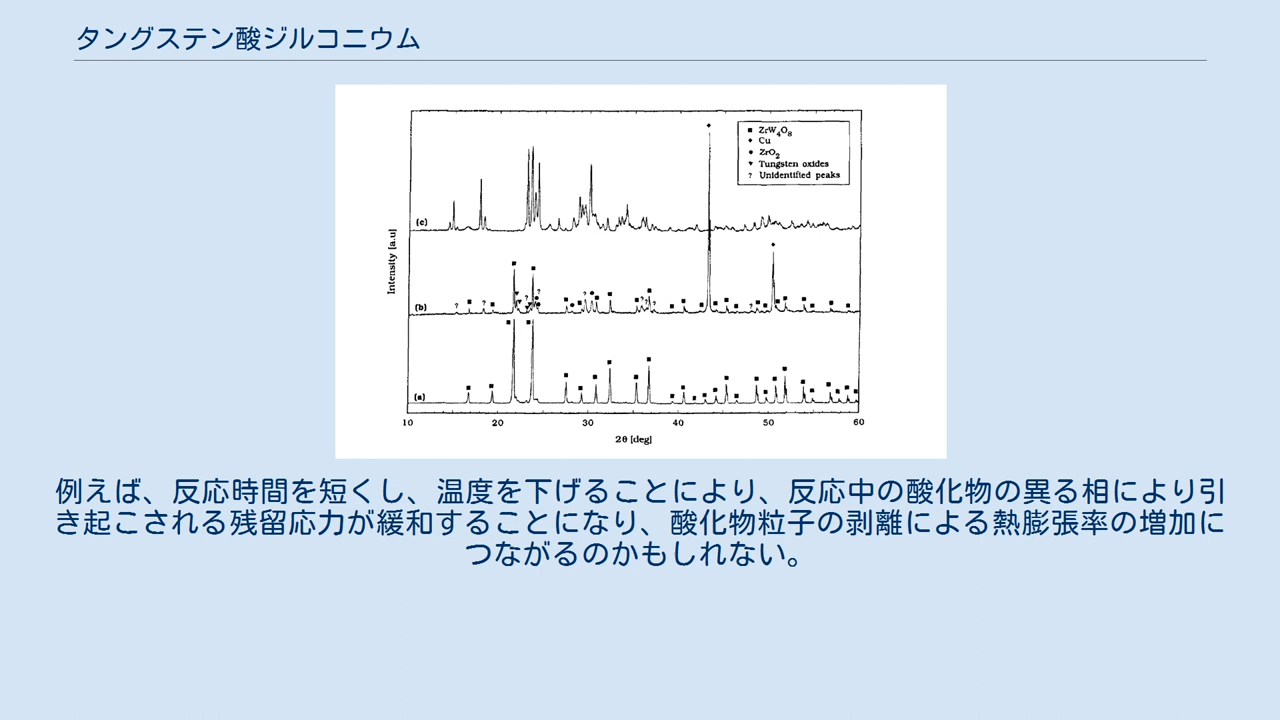 タングステン酸ジルコニウム
■ ZrW4O8
◆ Cu
● ZrO2
▼ Tungsten oxides
? Unidentified peaks
(c)
Intensity [a.u]
(b)
(a)
10 20 30 40 50 60
2θ [deg]
例えば、反応時間を短くし、温度を下げることにより、反応中の酸化物の異る相により引
き起こされる残留応力が緩和することになり、酸化物粒子の剥離による熱膨張率の増加に
つながるのかもしれない。